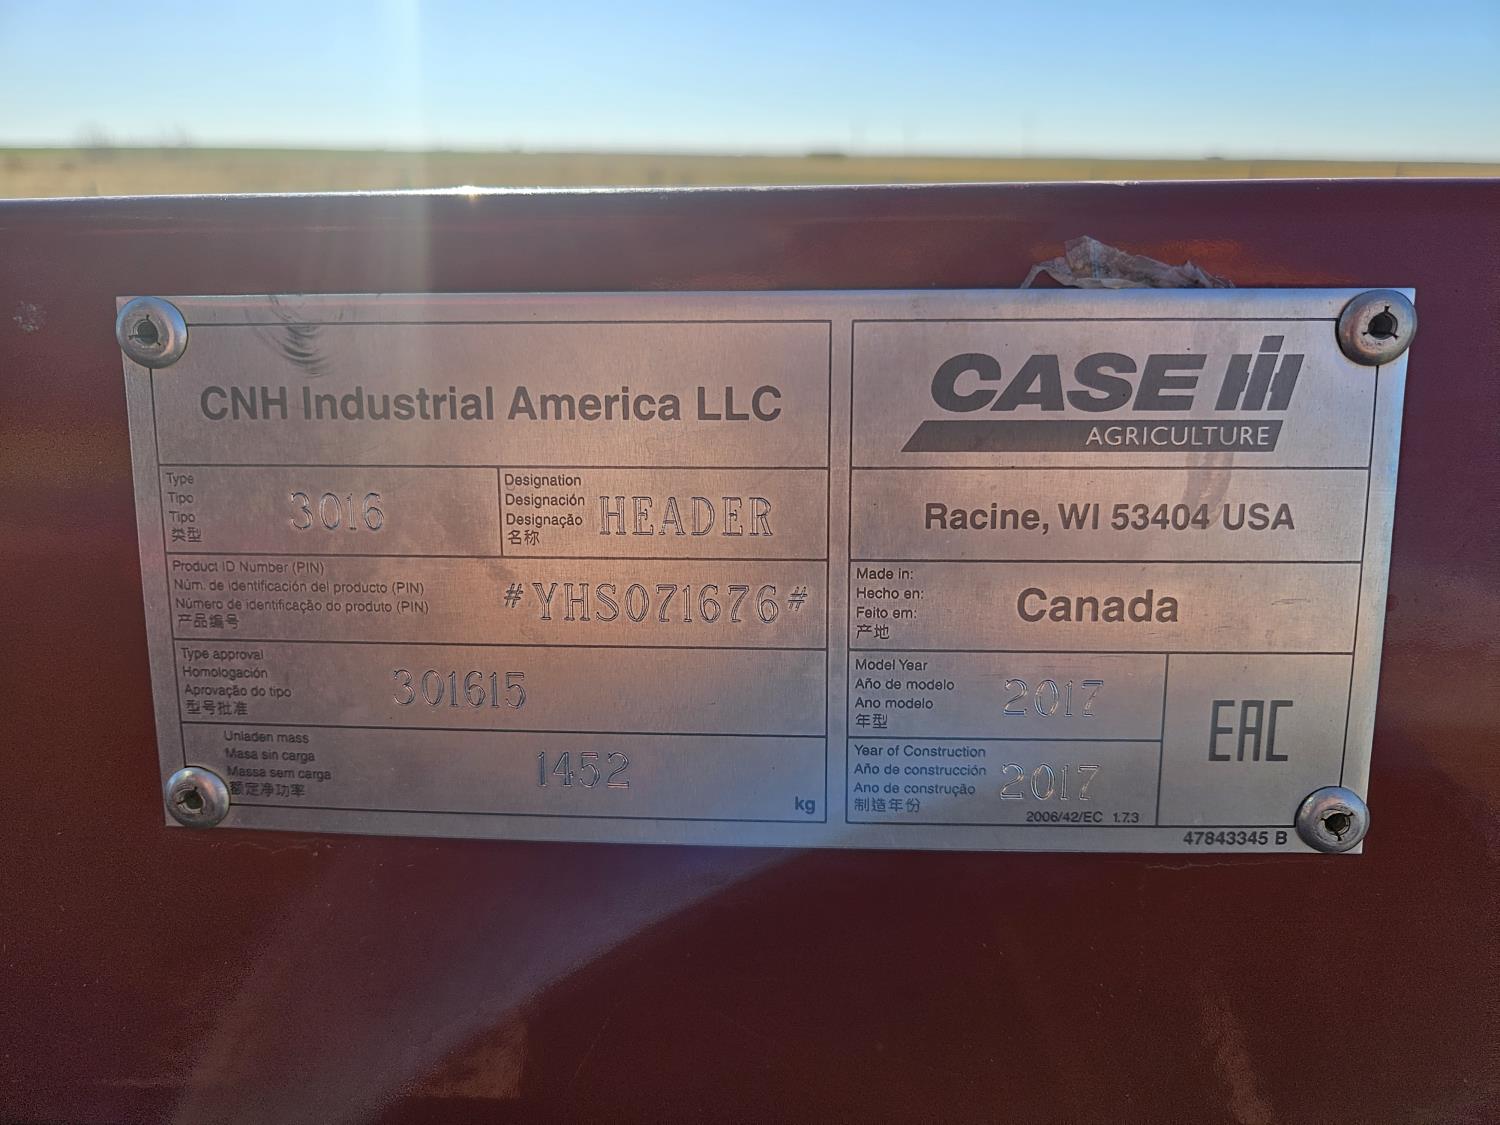 CNH Industrial America LLC
CASE IH
AGRICULTURE
Type
Tipo
Tipo
类型
3016
Designation
Designación
Designação
名称
HEADER
Racine, WI 53404 USA
Product ID Number (PIN)
Núm. de identificación del producto (PIN)
Número de identificação do produto (PIN)
产品编号
#YHS071676#
Made in:
Hecho en:
Feito em:
产地
Canada
Type approval
Homologación
Aprovação do tipo
型号批准
301615
Model Year
Año de modelo
Ano modelo
年型
2017
EAC
Unladen mass
Masa sin carga
Massa sem carga
额定净功率
1452
kg
Year of Construction
Año de construcción
Ano de construção
制造年份
2017
2006/42/EC 1.7.3
47843345 B